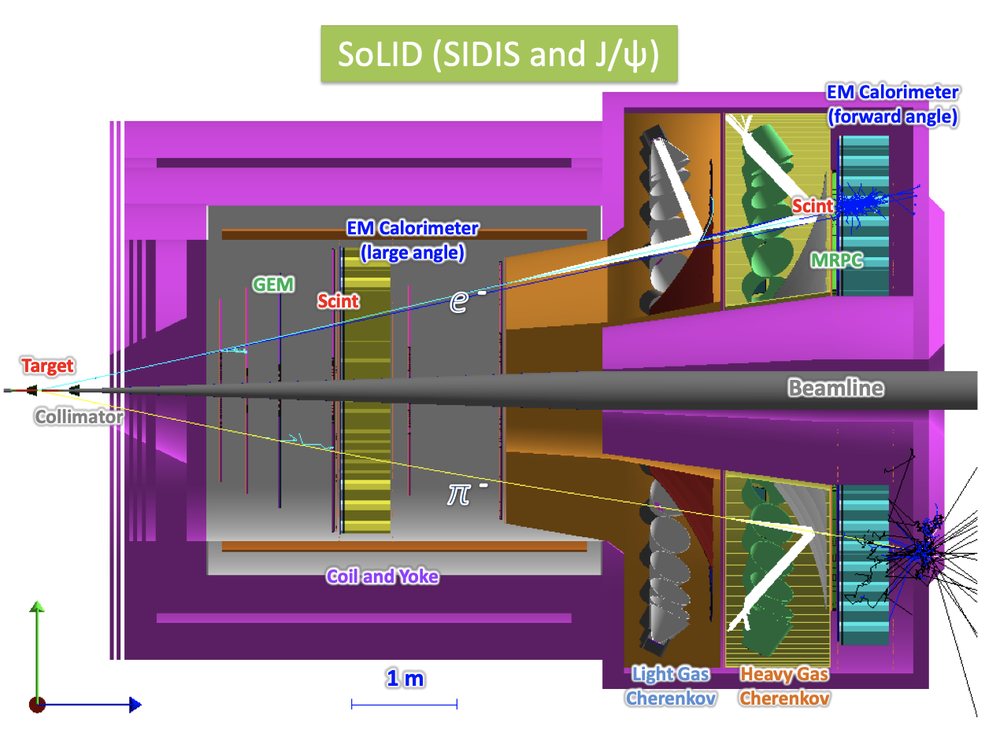 SoLID (SIDIS and J/ψ)
EM Calorimeter
(forward angle)
EM Calorimeter
(large angle)
Scint
MRPC
GEM
Scint
e⁻
Target
Collimator
Beamline
π⁻
Coil and Yoke
1 m
Light Gas
Cherenkov
Heavy Gas
Cherenkov